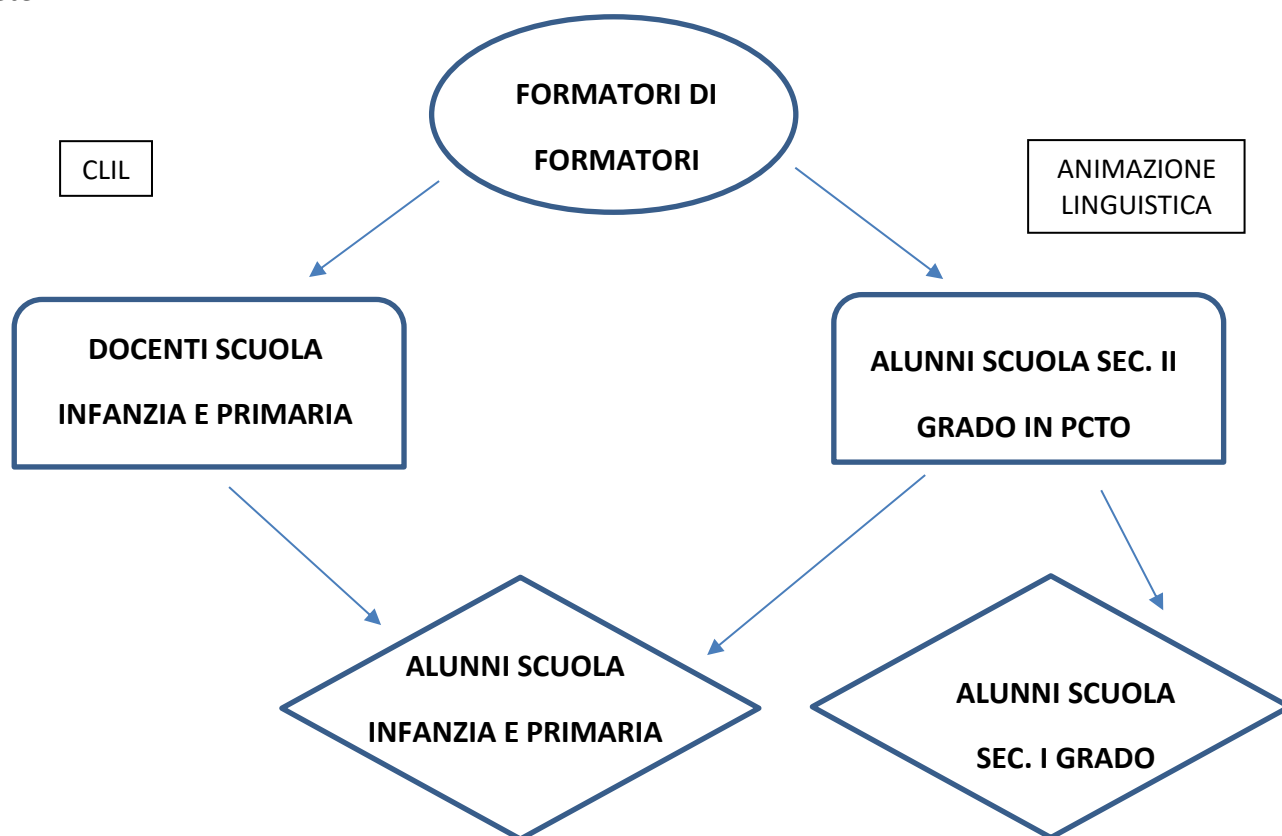 FORMATORI DI
FORMATORI
CLIL
ANIMAZIONE
LINGUISTICA
DOCENTI SCUOLA
INFANZIA E PRIMARIA
ALUNNI SCUOLA SEC. II
GRADO IN PCTO
ALUNNI SCUOLA
INFANZIA E PRIMARIA
ALUNNI SCUOLA
SEC. I GRADO